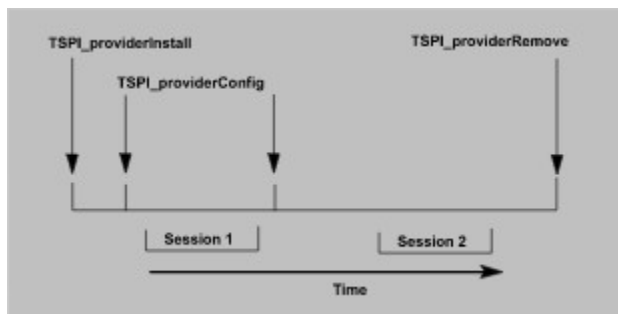 TSPI_providerInstall
TSPI_providerRemove
TSPI_providerConfig
Session 1
Session 2
Time